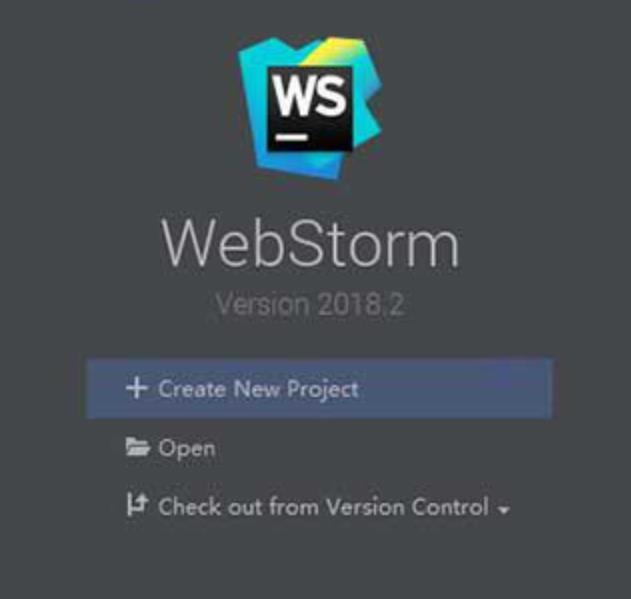 WS
WebStorm
Version 2018.2
Create New Project
Open
Check out from Version Control